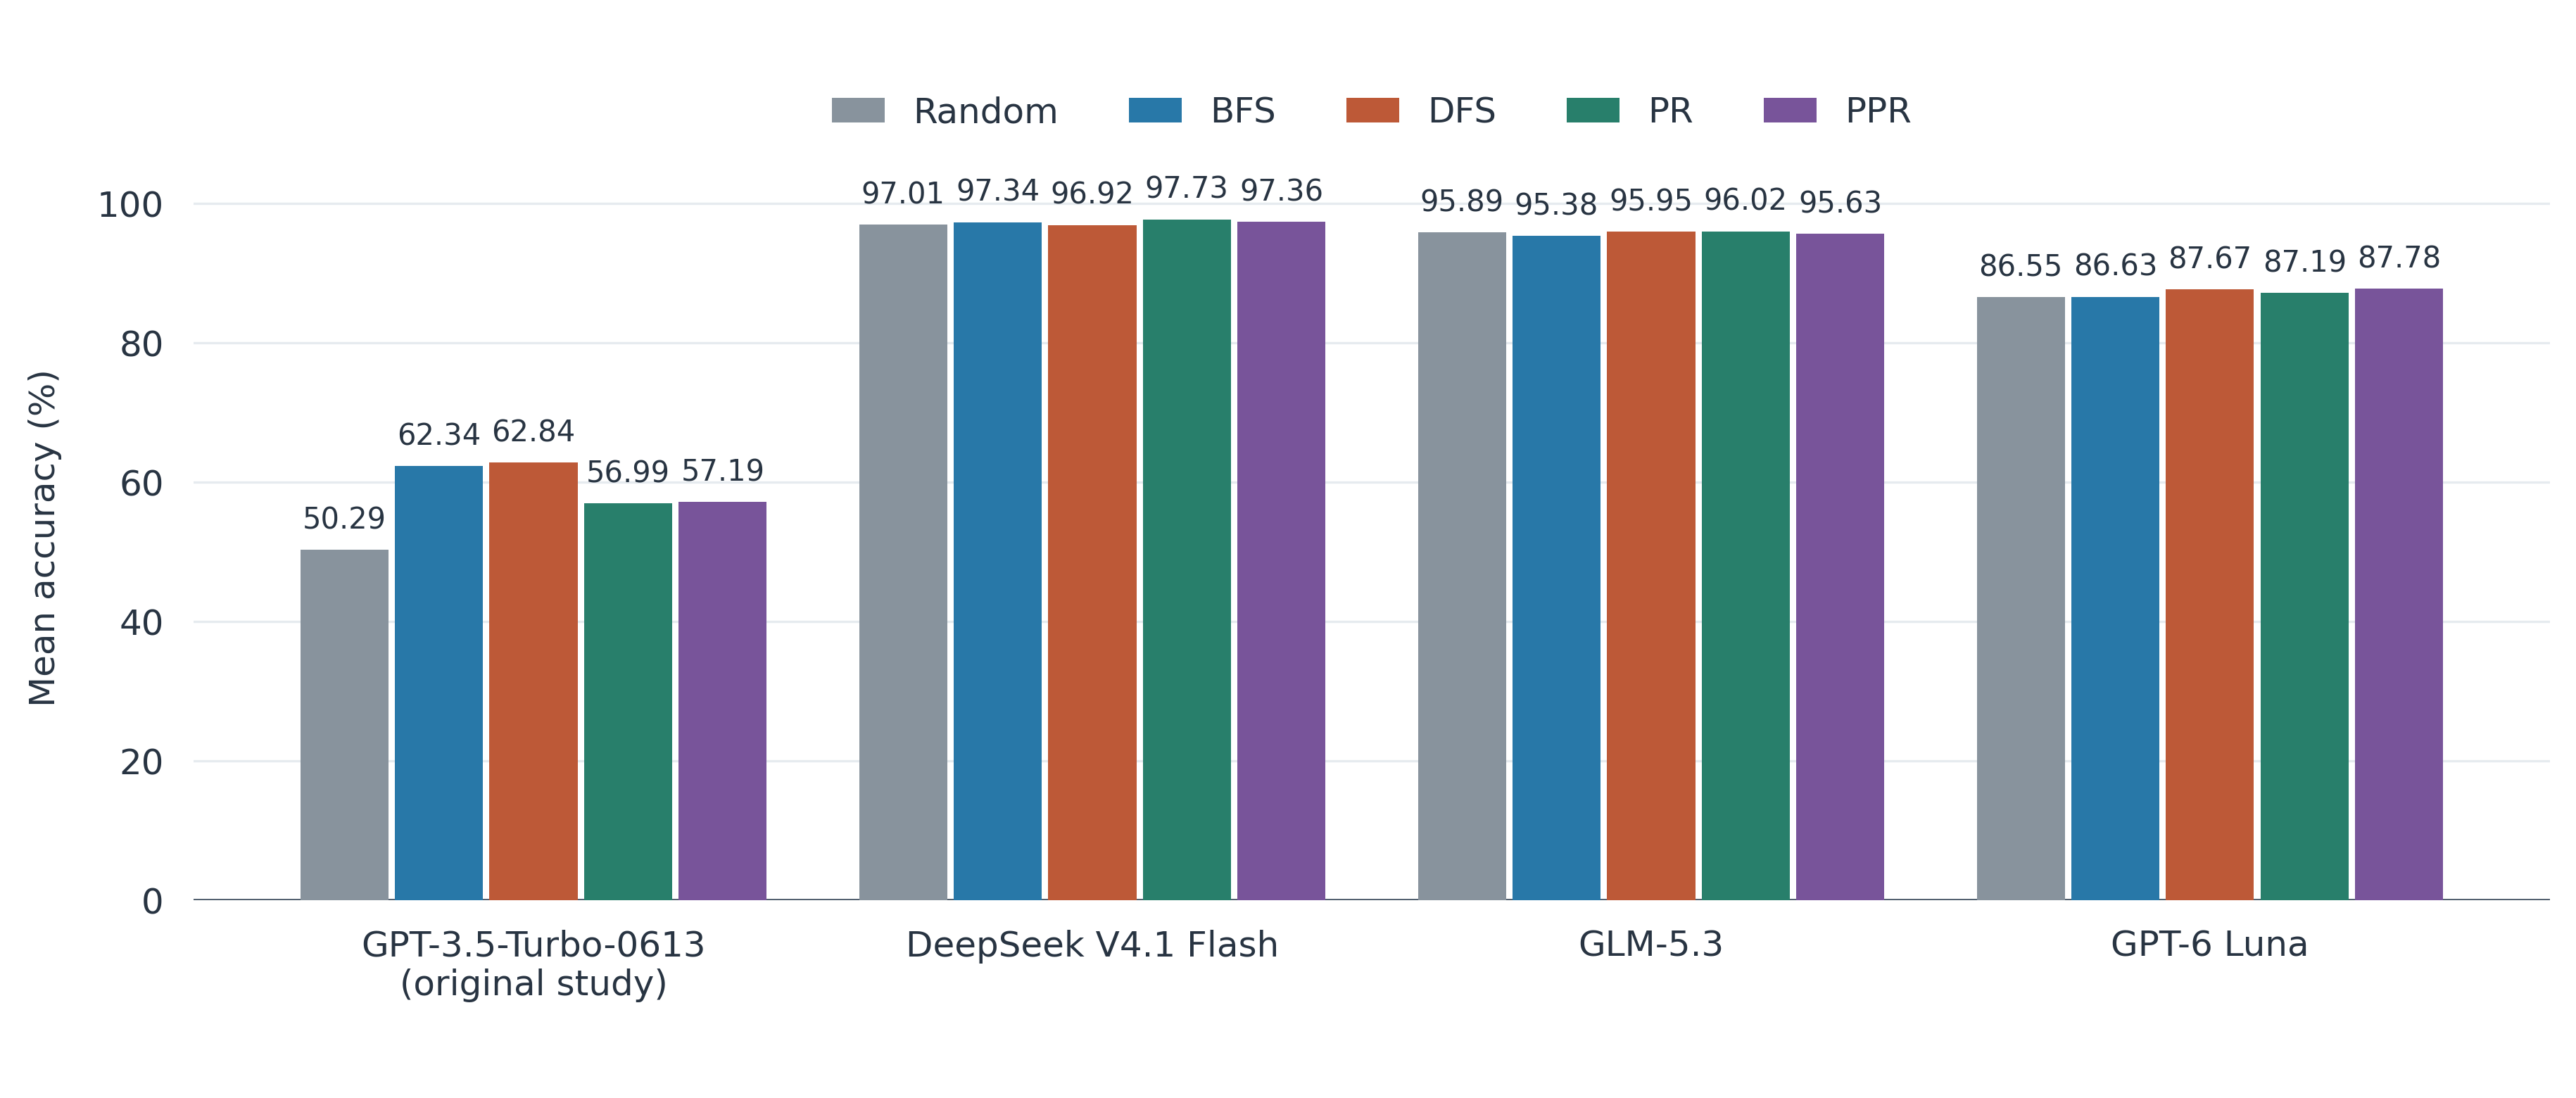 Random BFS DFS PR PPR
Mean accuracy (%)
100
80
60
40
20
0
50.29 62.34 62.84 56.99 57.19
97.01 97.34 96.92 97.73 97.36
95.89 95.38 95.95 96.02 95.63
86.55 86.63 87.67 87.19 87.78
GPT-3.5-Turbo-0613
(original study)
DeepSeek V4.1 Flash
GLM-5.3
GPT-6 Luna